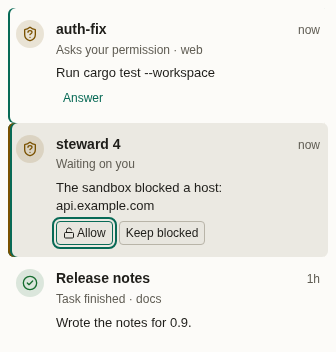 auth-fix
now
Asks your permission · web
Run cargo test --workspace
Answer
steward 4
now
Waiting on you
The sandbox blocked a host:
api.example.com
Allow
Keep blocked
Release notes
1h
Task finished · docs
Wrote the notes for 0.9.